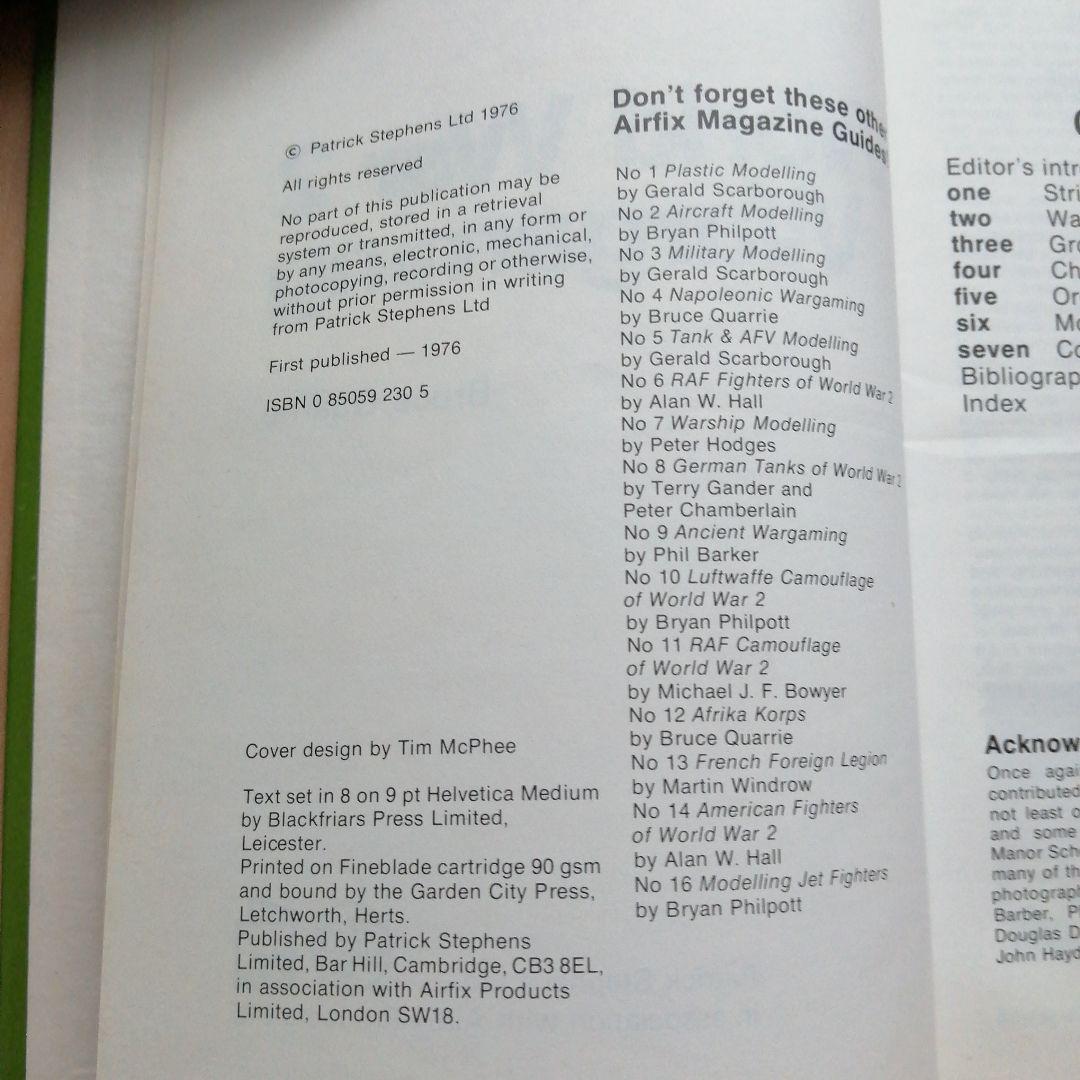 © Patrick Stephens Ltd 1976
All rights reserved
No part of this publication may be
reproduced, stored in a retrieval
system or transmitted, in any form or
by any means, electronic, mechanical,
photocopying, recording or otherwise,
without prior permission in writing
from Patrick Stephens Ltd
First published — 1976
ISBN 0 85059 230 5
Cover design by Tim McPhee
Text set in 8 on 9 pt Helvetica Medium
by Blackfriars Press Limited,
Leicester.
Printed on Fineblade cartridge 90 gsm
and bound by the Garden City Press,
Letchworth, Herts.
Published by Patrick Stephens
Limited, Bar Hill, Cambridge, CB3 8EL,
in association with Airfix Products
Limited, London SW18.
Don't forget these
Airfix Magazine Guides
No 1 Plastic Modelling
by Gerald Scarborough
No 2 Aircraft Modelling
by Bryan Philpott
No 3 Military Modelling
by Gerald Scarborough
No 4 Napoleonic Wargaming
by Bruce Quarrie
No 5 Tank & AFV Modelling
by Gerald Scarborough
No 6 RAF Fighters of World War 2
by Alan W. Hall
No 7 Warship Modelling
by Peter Hodges
No 8 German Tanks of World War 2
by Terry Gander and
Peter Chamberlain
No 9 Ancient Wargaming
by Phil Barker
No 10 Luftwaffe Camouflage
of World War 2
by Bryan Philpott
No 11 RAF Camouflage
of World War 2
by Michael J. F. Bowyer
No 12 Afrika Korps
by Bruce Quarrie
No 13 French Foreign Legion
by Martin Windrow
No 14 American Fighters
of World War 2
by Alan W. Hall
No 16 Modelling Jet Fighters
by Bryan Philpott
Editor's
one
two
three
four
five
six
seven
Index
Once
contributed
not least
and some
Manor
many of
Barber,
Douglas
John